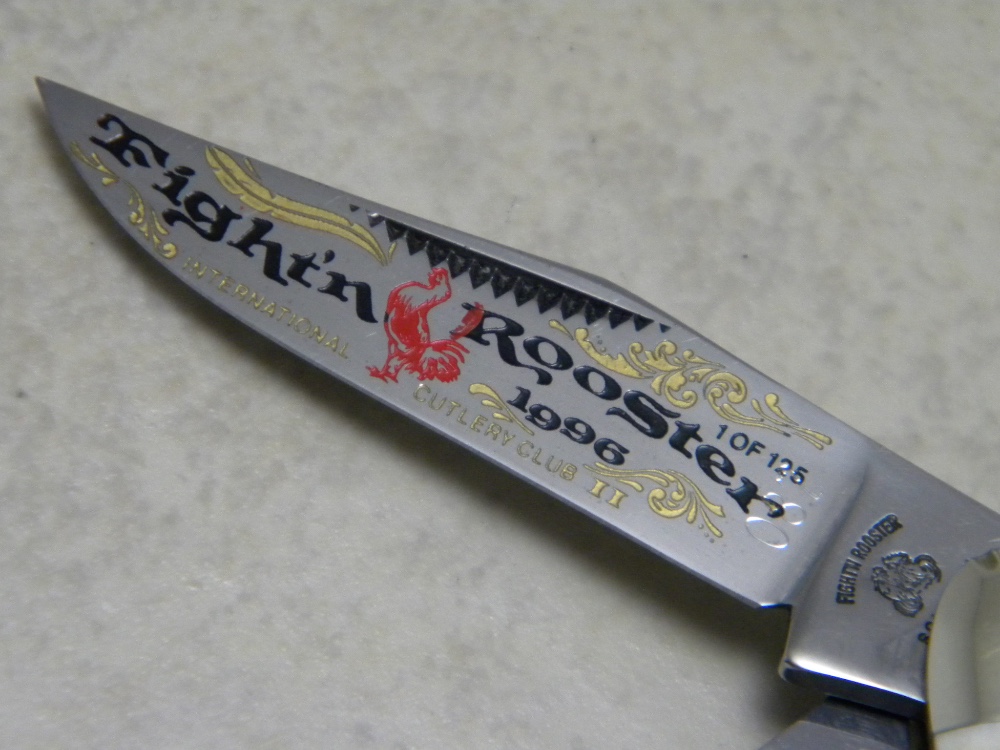 Fight'n RooSter
INTERNATIONAL CUTLERY CLUB II
1996
1 OF 125
FIGHT'N ROOSTER